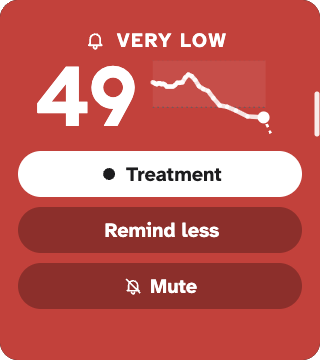 VERY LOW
49
Treatment
Remind less
Mute